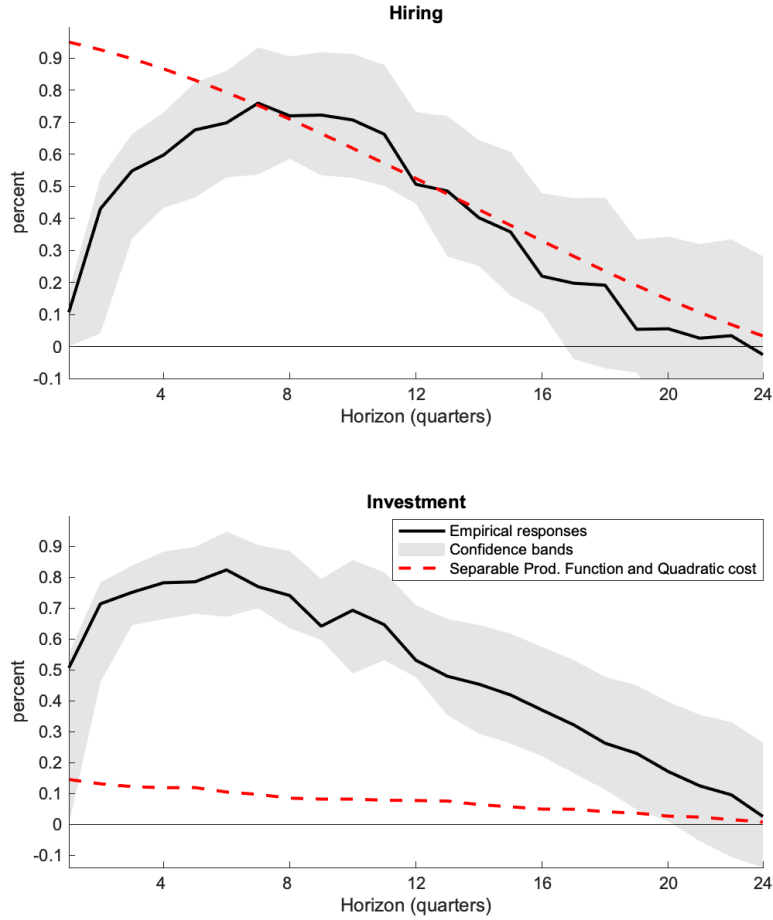 Hiring
percent
0.9
0.8
0.7
0.6
0.5
0.4
0.3
0.2
0.1
0
-0.1
4 8 12 16 20 24
Horizon (quarters)
Investment
percent
0.9
0.8
0.7
0.6
0.5
0.4
0.3
0.2
0.1
0
-0.1
Empirical responses
Confidence bands
Separable Prod. Function and Quadratic cost
4 8 12 16 20 24
Horizon (quarters)